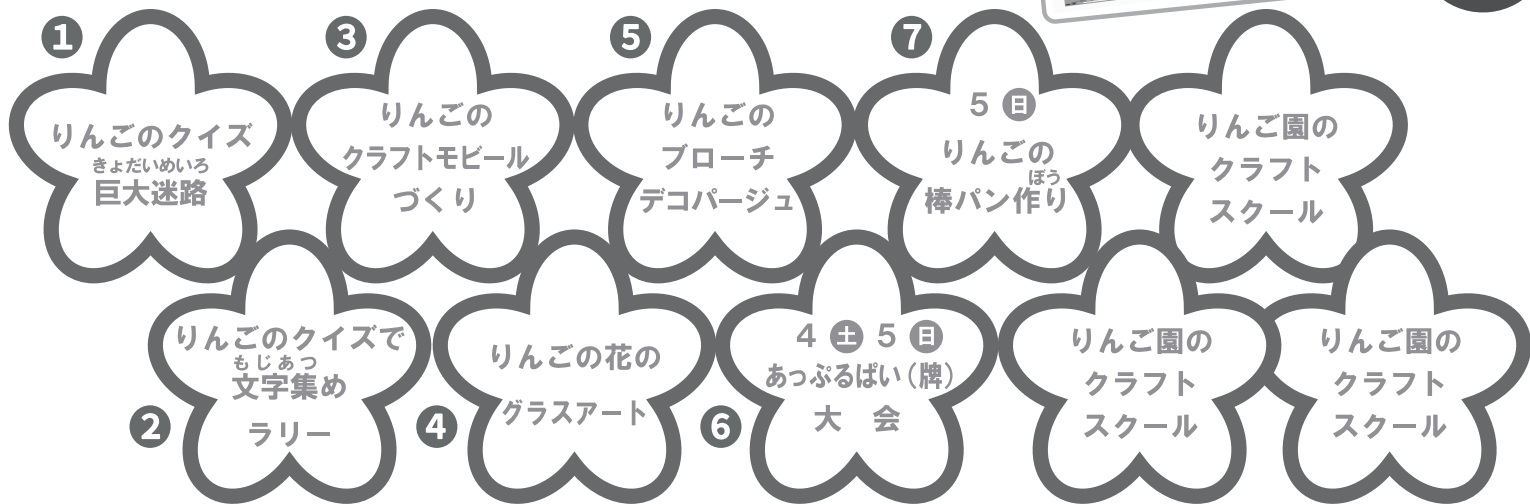 1
りんごのクイズ
きょだいめいろ
巨大迷路
2
りんごのクイズで
もじあつ
文字集め
ラリー
3
りんごの
クラフトモビール
づくり
4
りんごの花の
グラスアート
5
りんごの
ブローチ
デコパージュ
6
4 土 5 日
あっぷるぱい（牌）
大 会
7
5 日
りんごの
ぼう
棒パン作り
りんご園の
クラフト
スクール
りんご園の
クラフト
スクール
りんご園の
クラフト
スクール